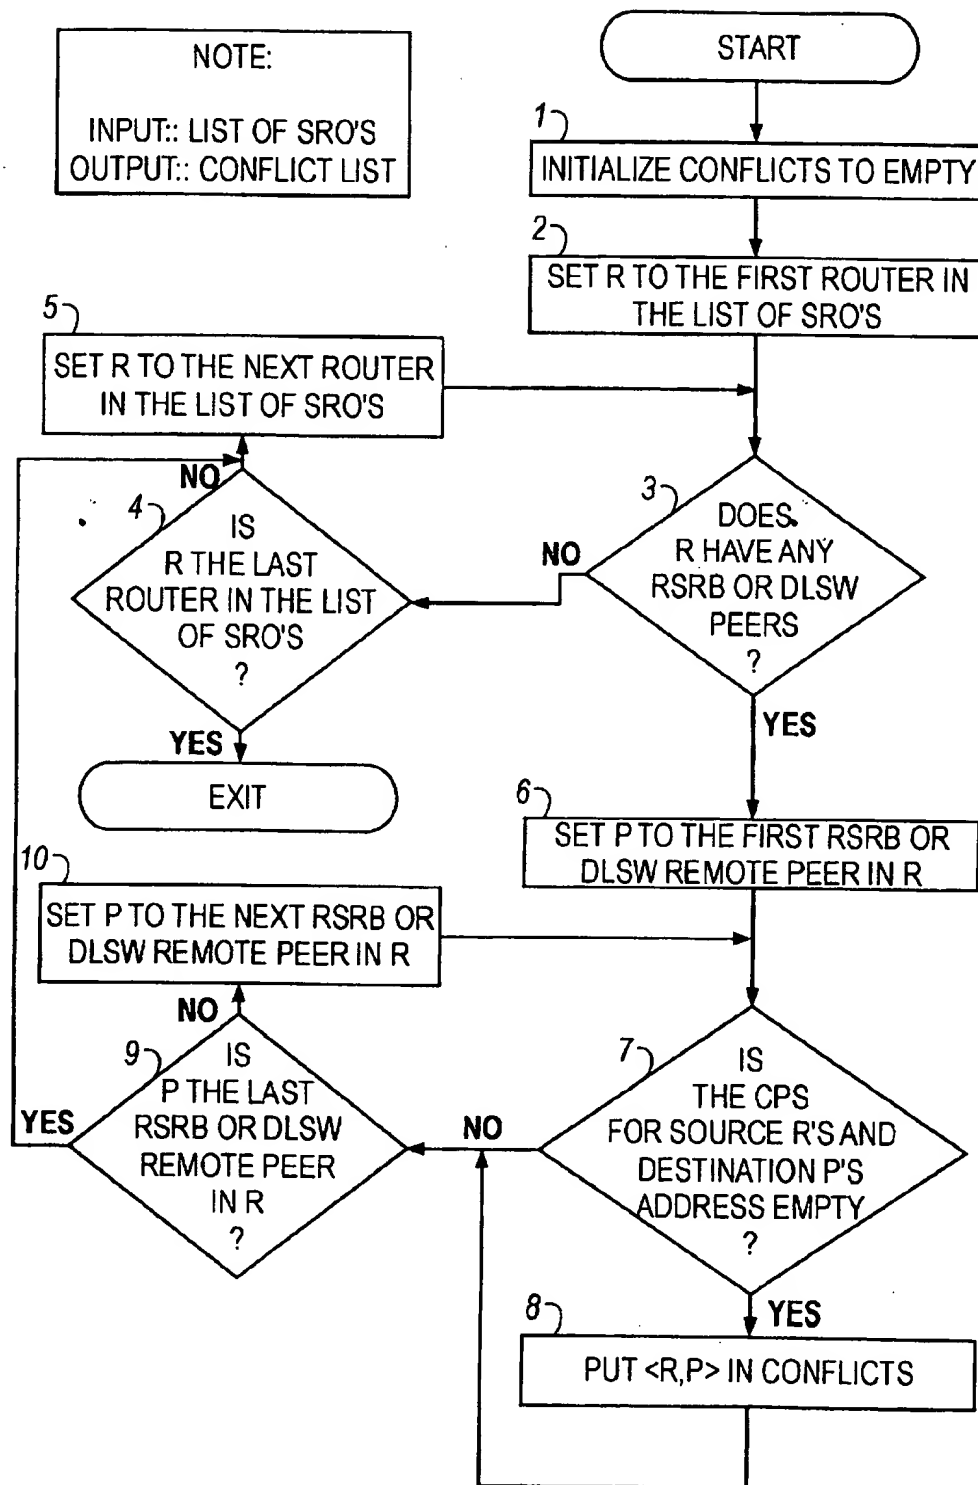 NOTE:
INPUT:: LIST OF SRO'S
OUTPUT:: CONFLICT LIST
START
1
INITIALIZE CONFLICTS TO EMPTY
2
SET R TO THE FIRST ROUTER IN
THE LIST OF SRO'S
5
SET R TO THE NEXT ROUTER
IN THE LIST OF SRO'S
NO
4
IS
R THE LAST
ROUTER IN THE LIST
OF SRO'S
?
YES
EXIT
3
DOES
R HAVE ANY
RSRB OR DLSW
PEERS
?
NO
YES
6
SET P TO THE FIRST RSRB OR
DLSW REMOTE PEER IN R
10
SET P TO THE NEXT RSRB OR
DLSW REMOTE PEER IN R
NO
9
IS
P THE LAST
RSRB OR DLSW
REMOTE PEER
IN R
?
YES
NO
7
IS
THE CPS
FOR SOURCE R'S AND
DESTINATION P'S
ADDRESS EMPTY
?
YES
8
PUT <R,P> IN CONFLICTS